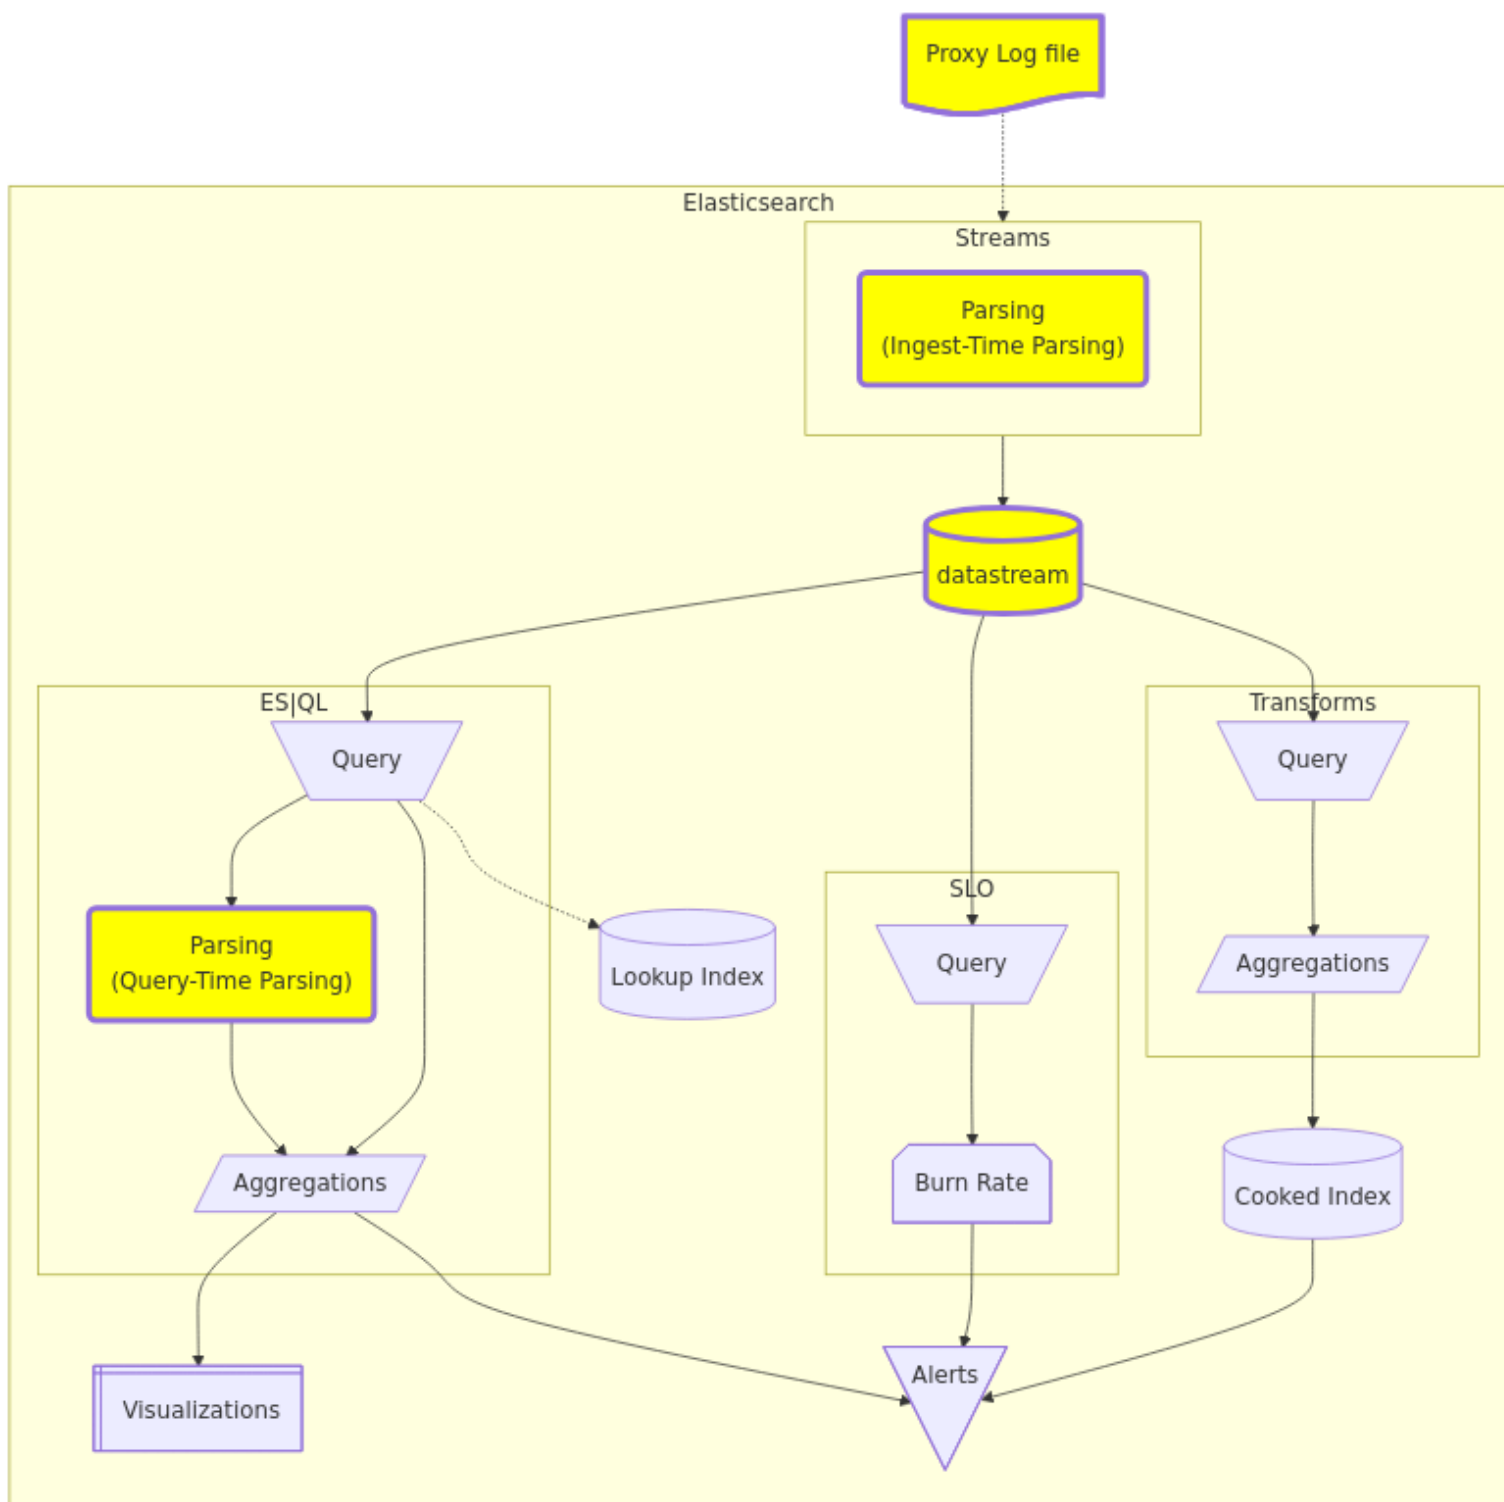 Proxy Log file
Elasticsearch
Streams
Parsing
(Ingest-Time Parsing)
datastream
ES|QL
Transforms
Query
Query
SLO
Parsing
(Query-Time Parsing)
Lookup Index
Query
Aggregations
Aggregations
Burn Rate
Cooked Index
Alerts
Visualizations